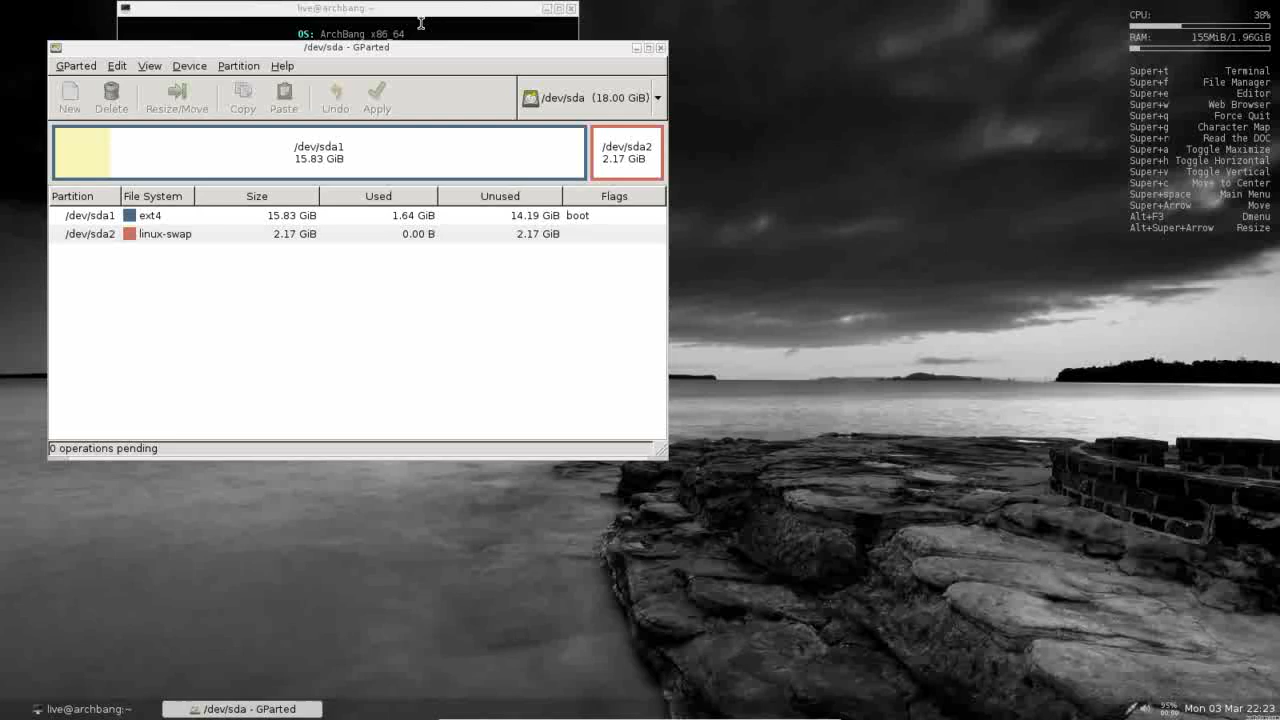 live@archbang:~
OS: ArchBang x86_64
/dev/sda - GParted
GParted Edit View Device Partition Help
New Delete Resize/Move Copy Paste Undo Apply
/dev/sda (18.00 GiB)
/dev/sda1
15.83 GiB
/dev/sda2
2.17 GiB
Partition File System Size Used Unused Flags
/dev/sda1 ext4 15.83 GiB 1.64 GiB 14.19 GiB boot
/dev/sda2 linux-swap 2.17 GiB 0.00 B 2.17 GiB
0 operations pending
CPU: 38%
RAM: 155MiB/1.96GiB
Super+t Terminal
Super+f File Manager
Super+e Editor
Super+w Web Browser
Super+q Force Quit
Super+g Character Map
Super+r Read the DOC
Super+a Toggle Maximize
Super+h Toggle Horizontal
Super+v Toggle Vertical
Super+c Move to Center
Super+space Main Menu
Super+Arrow Move
Alt+F3 Dmenu
Alt+Super+Arrow Resize
live@archbang:~ /dev/sda - GParted 95% Mon 03 Mar 22:23
00:00